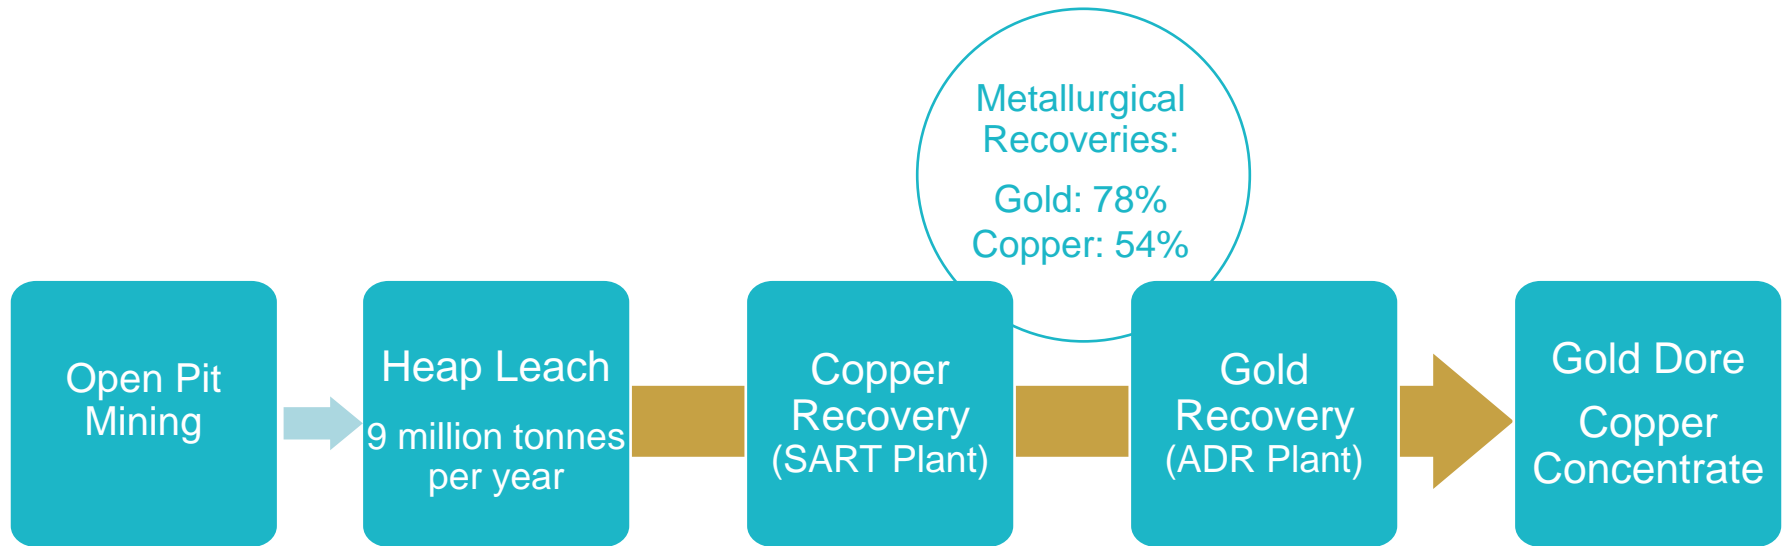 Metallurgical
Recoveries:
Gold: 78%
Copper: 54%
Open Pit
Mining
Heap Leach
9 million tonnes
per year
Copper
Recovery
(SART Plant)
Gold
Recovery
(ADR Plant)
Gold Dore
Copper
Concentrate